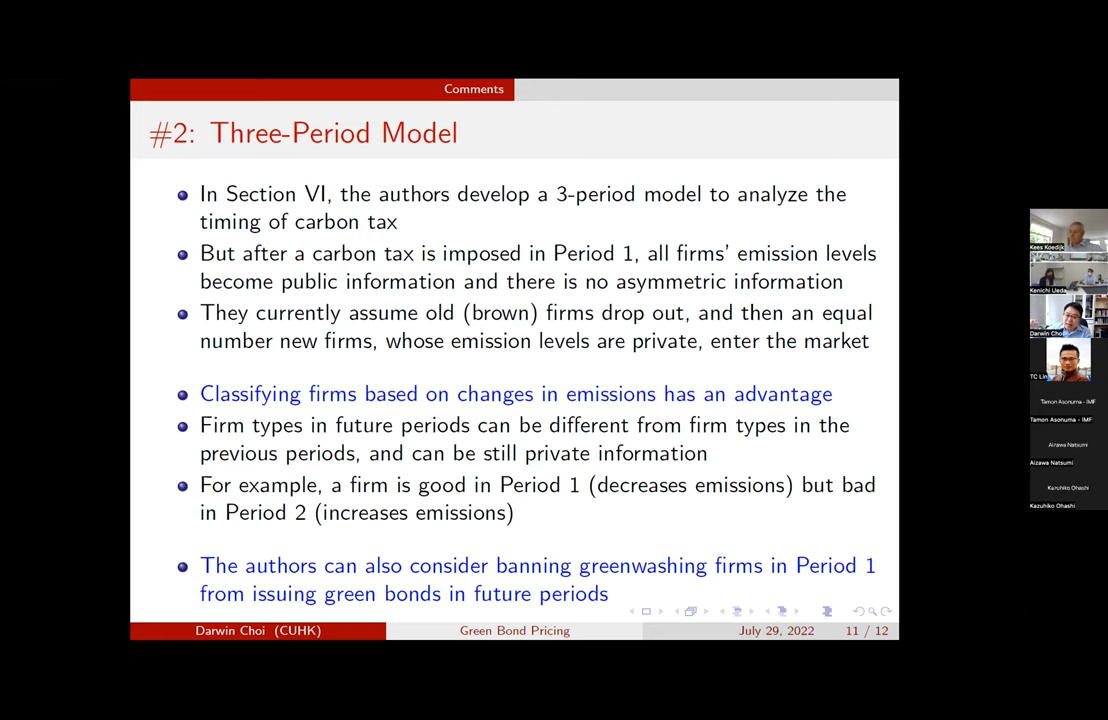 Comments
#2: Three-Period Model
In Section VI, the authors develop a 3-period model to analyze the
timing of carbon tax
But after a carbon tax is imposed in Period 1, all firms' emission levels
become public information and there is no asymmetric information
They currently assume old (brown) firms drop out, and then an equal
number new firms, whose emission levels are private, enter the market
Classifying firms based on changes in emissions has an advantage
Firm types in future periods can be different from firm types in the
previous periods, and can be still private information
For example, a firm is good in Period 1 (decreases emissions) but bad
in Period 2 (increases emissions)
The authors can also consider banning greenwashing firms in Period 1
from issuing green bonds in future periods
Darwin Choi (CUHK)
Green Bond Pricing
July 29, 2022
11 / 12
Kees Koedijk
Kenichi Ueda
Darwin Choi
TC Lin
Tamon Asonuma - IMF
Tamon Asonuma - IMF
Aizawa Natsumi
Aizawa Natsumi
Kazuhiko Ohashi
Kazuhiko Ohashi